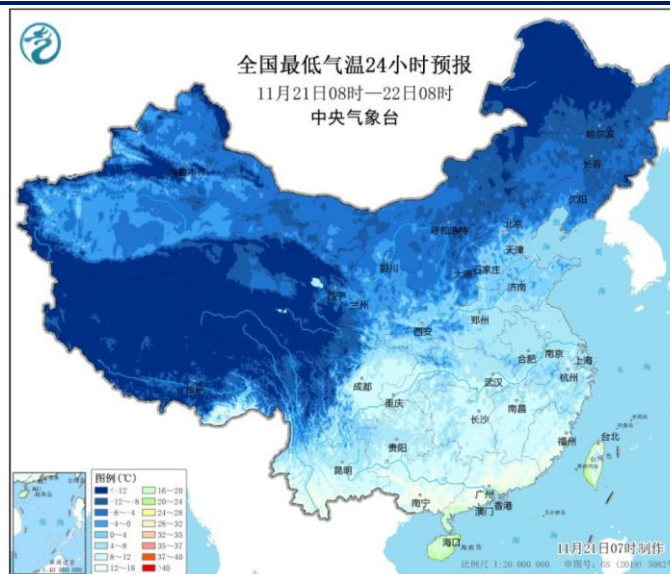 全国最低气温24小时预报
11月21日08时—22日08时
中央气象台
哈尔滨
长春
沈阳
乌鲁木齐
呼和浩特
北京
天津
银川
太原
石家庄
济南
西宁
兰州
西安
郑州
合肥
南京
上海
拉萨
成都
武汉
杭州
重庆
南昌
长沙
贵阳
福州
台北
昆明
广州
南宁
香港
澳门
海口
图例(℃)
<-12
-12~-8
-8~-4
-4~0
0~4
4~8
8~12
12~16
16~20
20~24
24~28
28~32
32~35
35~37
37~40
>40
11月21日07时制作
比例尺 1:20 000 000